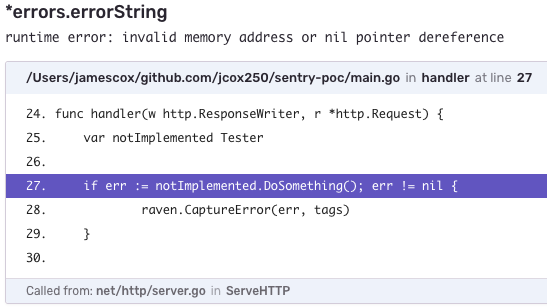 *errors.errorString
runtime error: invalid memory address or nil pointer dereference
/Users/jamescox/github.com/jcox250/sentry-poc/main.go in handler at line 27
24. func handler(w http.ResponseWriter, r *http.Request) {
25.     var notImplemented Tester
26.
27.     if err := notImplemented.DoSomething(); err != nil {
28.             raven.CaptureError(err, tags)
29.     }
30.
Called from: net/http/server.go in ServeHTTP